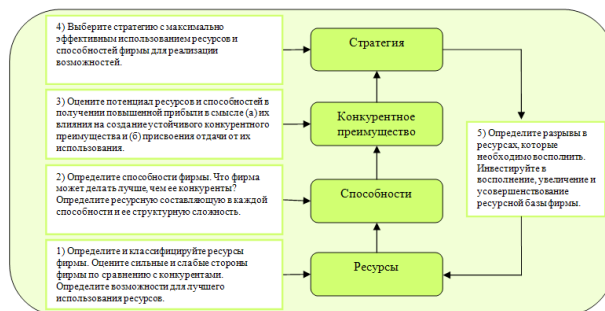 4) Выберите стратегию с максимально
эффективным использованием ресурсов и
способностей фирмы для реализации
возможностей.
Стратегия
3) Оцените потенциал ресурсов и способностей в
получении повышенной прибыли в смысле (а) их
влияния на создание устойчивого конкурентного
преимущества и (б) присвоения отдачи от их
использования.
Конкурентное
преимущество
2) Определите способности фирмы. Что фирма
может делать лучше, чем ее конкуренты?
Определите ресурсную составляющую в каждой
способности и ее структурную сложность.
Способности
1) Определите и классифицируйте ресурсы
фирмы. Оцените сильные и слабые стороны
фирмы по сравнению с конкурентами.
Определите возможности для лучшего
использования ресурсов.
Ресурсы
5) Определите разрывы в
ресурсах, которые
необходимо восполнить.
Инвестируйте в
восполнение, увеличение и
усовершенствование
ресурсной базы фирмы.